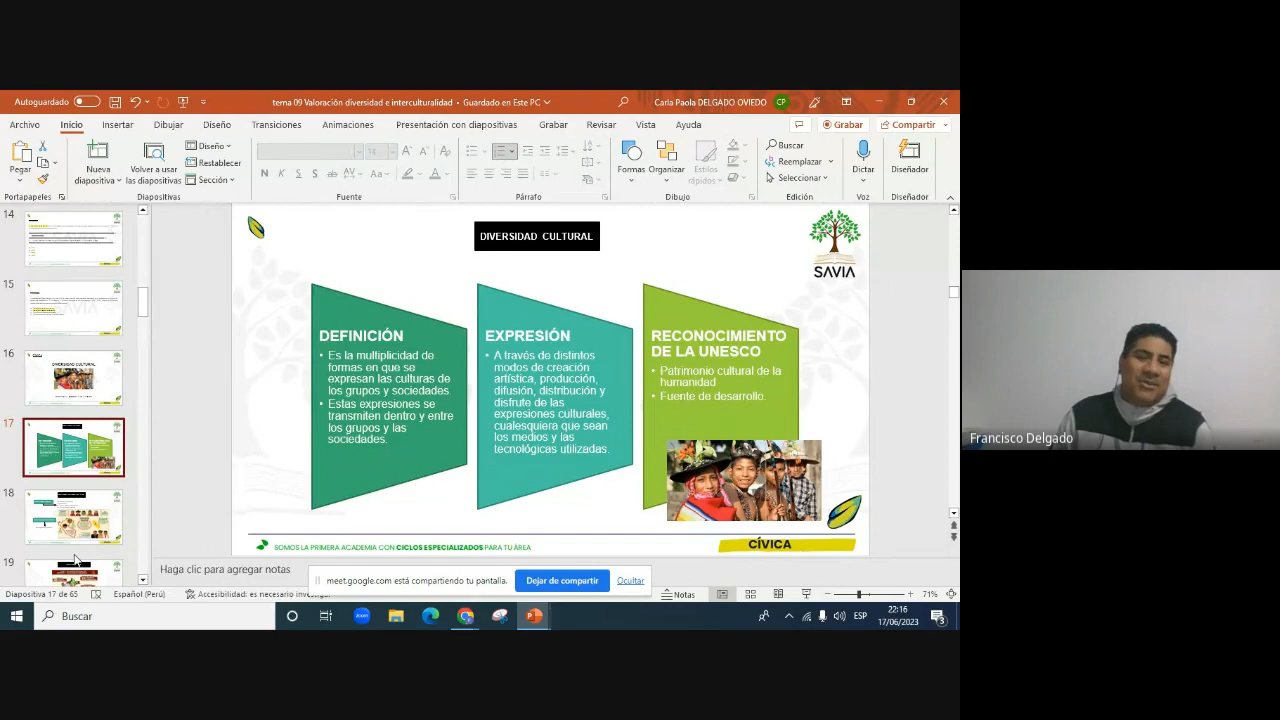 Autoguardado
tema 09 Valoración diversidad e interculturalidad • Guardado en Este PC
Carla Paola DELGADO OVIEDO
CP
Archivo
Inicio
Insertar
Dibujar
Diseño
Transiciones
Animaciones
Presentación con diapositivas
Grabar
Revisar
Vista
Ayuda
Grabar
Compartir
Pegar
Nueva diapositiva
Volver a usar las diapositivas
Diseño
Restablecer
Sección
Formas
Organizar
Estilos rápidos
Buscar
Reemplazar
Seleccionar
Dictar
Diseñador
Portapapeles
Diapositivas
Fuente
Párrafo
Dibujo
Edición
Voz
Diseñador
14
15
16
DIVERSIDAD CULTURAL
17
18
19
DIVERSIDAD CULTURAL
SAVIA
DEFINICIÓN
• Es la multiplicidad de
formas en que se
expresan las culturas de
los grupos y sociedades.
• Estas expresiones se
transmiten dentro y entre
los grupos y las
sociedades.
EXPRESIÓN
• A través de distintos
modos de creación
artística, producción,
difusión, distribución y
disfrute de las
expresiones culturales,
cualesquiera que sean
los medios y las
tecnológicas utilizadas.
RECONOCIMIENTO
DE LA UNESCO
• Patrimonio cultural de la
humanidad
• Fuente de desarrollo.
SOMOS LA PRIMERA ACADEMIA CON CICLOS ESPECIALIZADOS PARA TU ÁREA
CÍVICA
Haga clic para agregar notas
meet.google.com está compartiendo tu pantalla.
Dejar de compartir
Ocultar
Diapositiva 17 de 65
Español (Perú)
Accesibilidad: es necesario
Notas
71%
Buscar
zoom
ESP
22:16
17/06/2023
3
Francisco Delgado